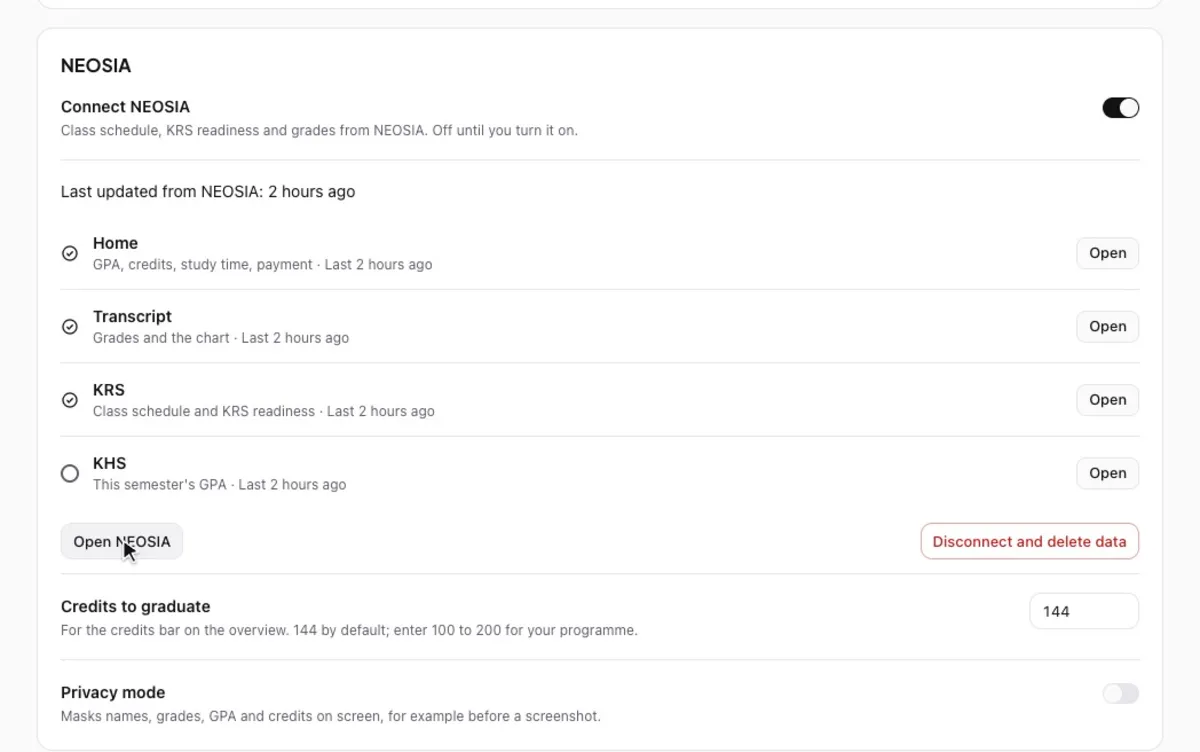 NEOSIA
Connect NEOSIA
Class schedule, KRS readiness and grades from NEOSIA. Off until you turn it on.
Last updated from NEOSIA: 2 hours ago
Home
GPA, credits, study time, payment · Last 2 hours ago
Open
Transcript
Grades and the chart · Last 2 hours ago
Open
KRS
Class schedule and KRS readiness · Last 2 hours ago
Open
KHS
This semester's GPA · Last 2 hours ago
Open
Open NEOSIA
Disconnect and delete data
Credits to graduate
For the credits bar on the overview. 144 by default; enter 100 to 200 for your programme.
144
Privacy mode
Masks names, grades, GPA and credits on screen, for example before a screenshot.